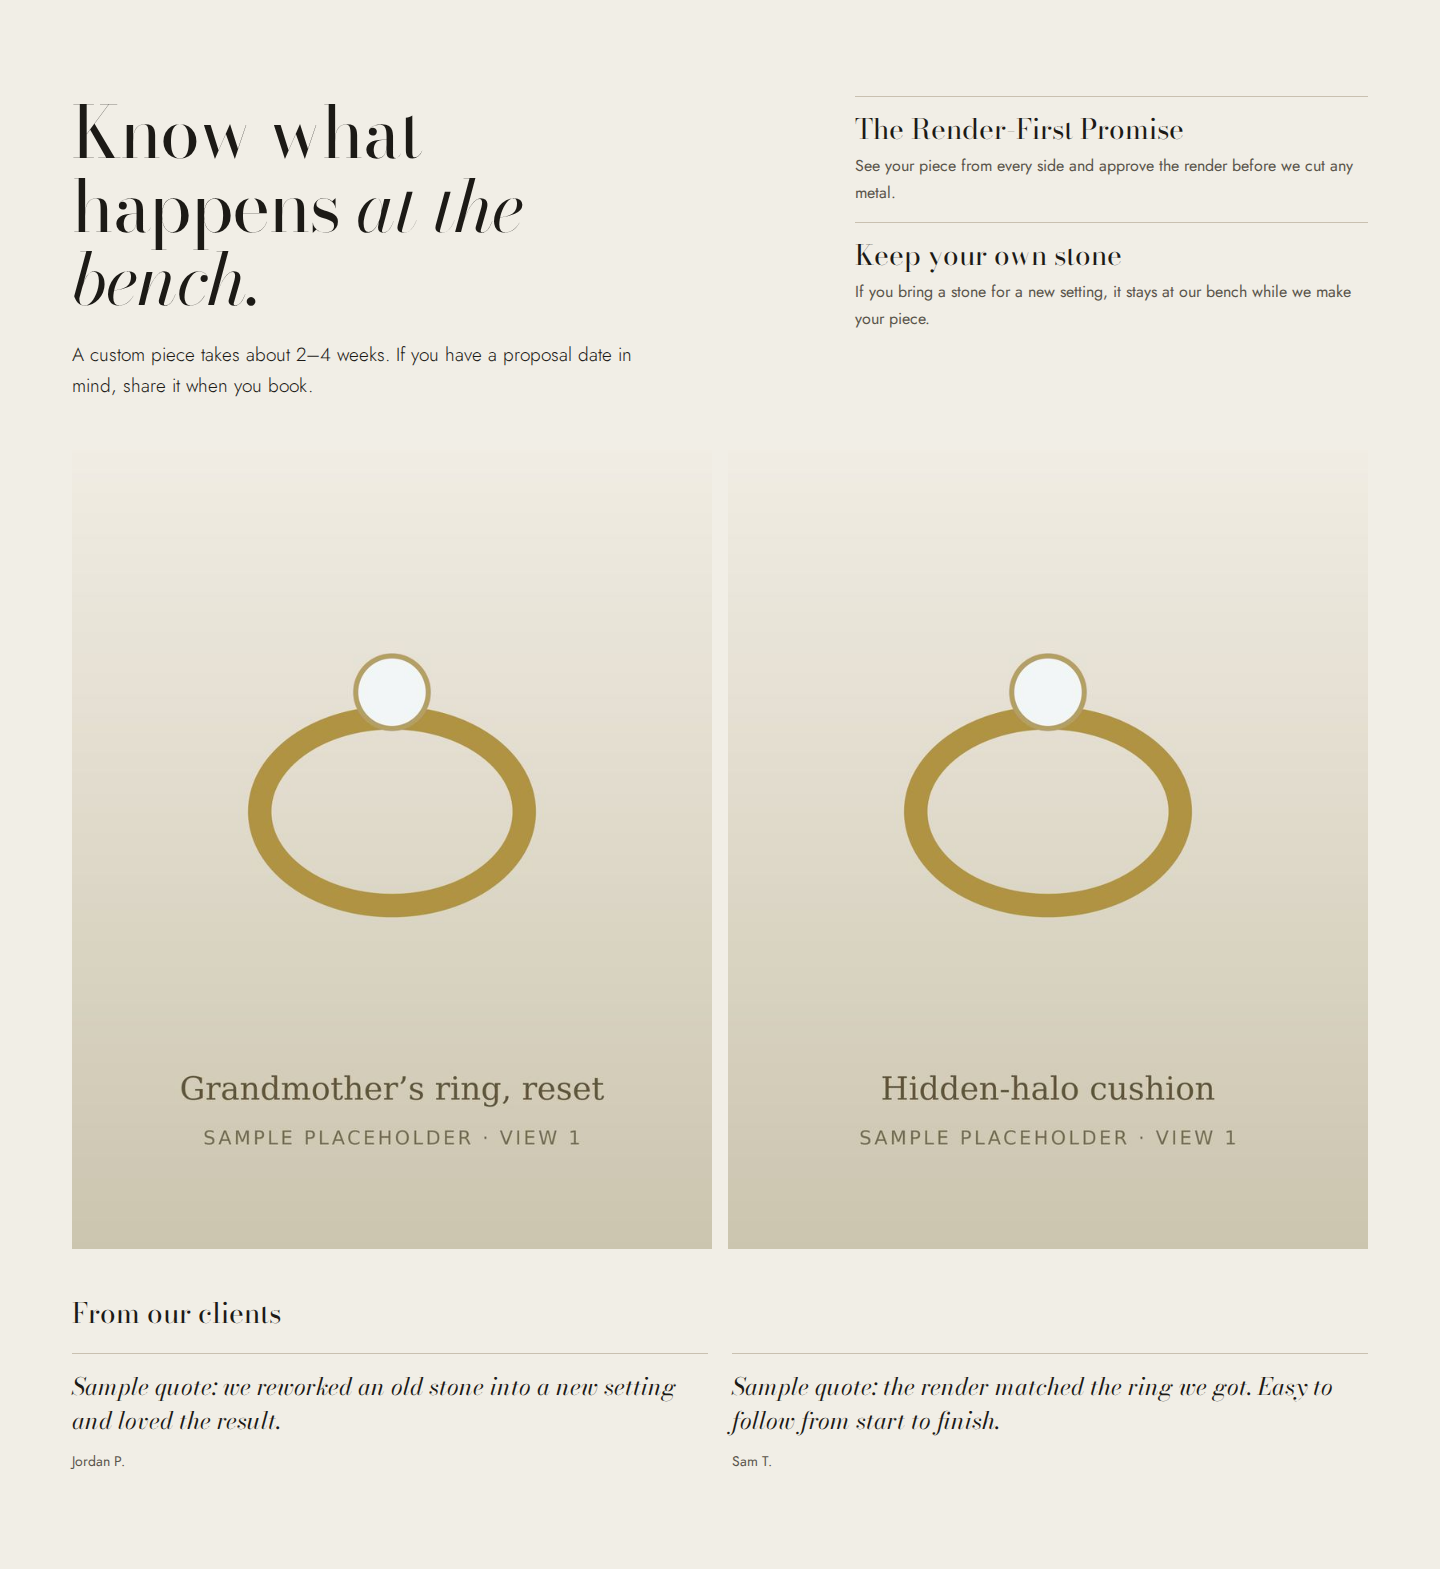 Know what
happens at the
bench.
A custom piece takes about 2–4 weeks. If you have a proposal date in
mind, share it when you book.
The Render-First Promise
See your piece from every side and approve the render before we cut any
metal.
Keep your own stone
If you bring a stone for a new setting, it stays at our bench while we make
your piece.
Grandmother’s ring, reset
SAMPLE PLACEHOLDER · VIEW 1
Hidden-halo cushion
SAMPLE PLACEHOLDER · VIEW 1
From our clients
Sample quote: we reworked an old stone into a new setting
and loved the result.
Jordan P.
Sample quote: the render matched the ring we got. Easy to
follow from start to finish.
Sam T.